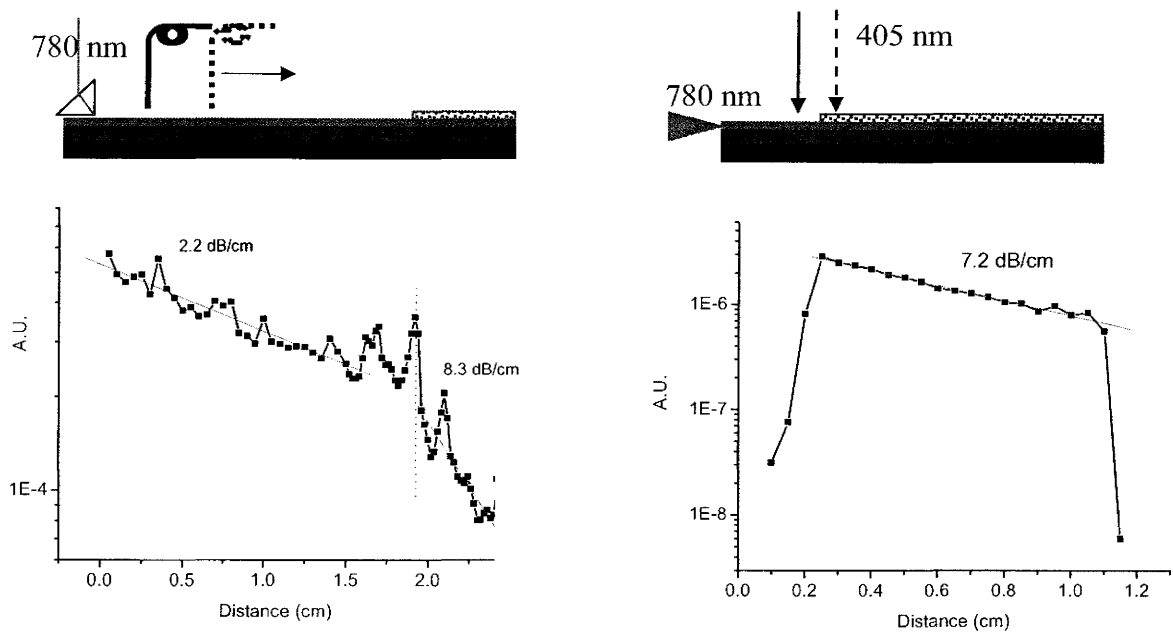 780 nm
405 nm
780 nm
2.2 dB/cm
8.3 dB/cm
A.U.
1E-4
0.0 0.5 1.0 1.5 2.0
Distance (cm)
7.2 dB/cm
A.U.
1E-6
1E-7
1E-8
0.0 0.2 0.4 0.6 0.8 1.0 1.2
Distance (cm)